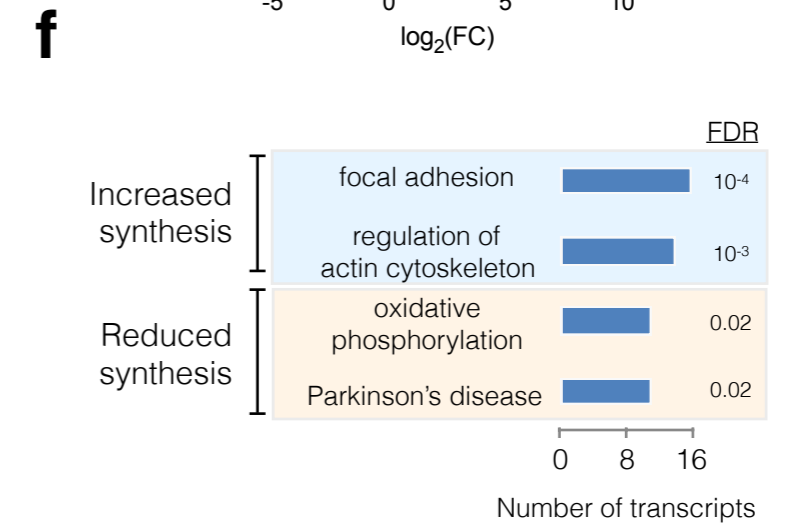 -5 0 5 10
log2(FC)
f
FDR
Increased
synthesis
focal adhesion
10-4
regulation of
actin cytoskeleton
10-3
Reduced
synthesis
oxidative
phosphorylation
0.02
Parkinson’s disease
0.02
0 8 16
Number of transcripts